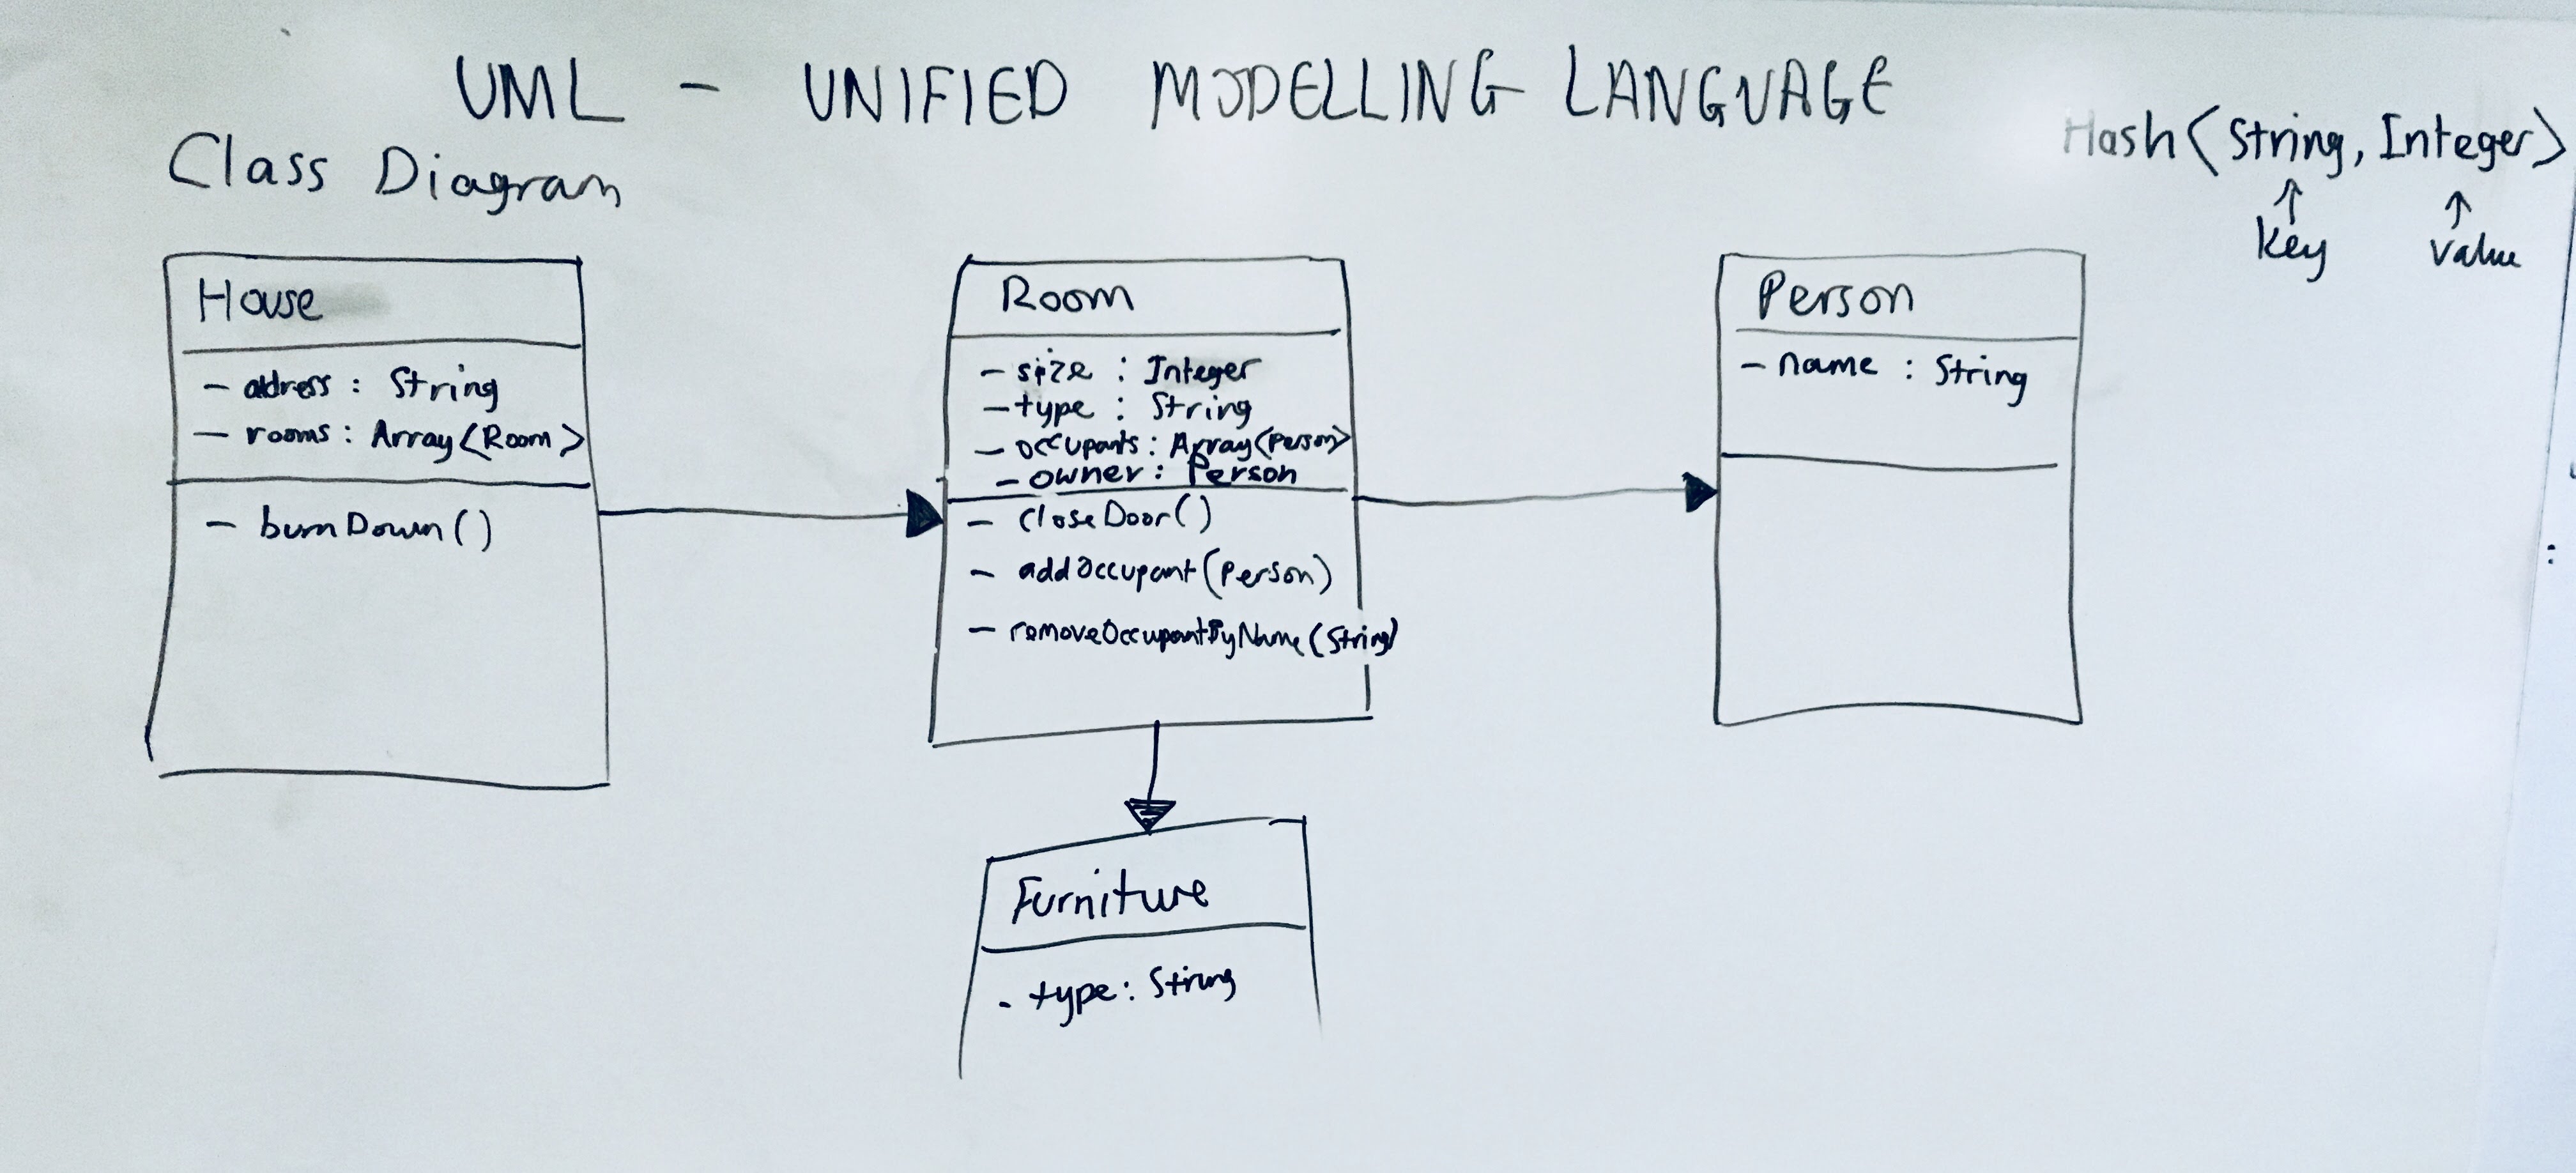 UML - UNIFIED MODELLING LANGUAGE
Class Diagram
Hash<String, Integer>
↑ ↑
key value
House
- adress : String
- rooms : Array<Room>
- burnDown()
Room
- size : Integer
- type : String
- occupants : Array<Person>
- owner : Person
- closeDoor()
- addOccupant(Person)
- removeOccupantByName(String)
Person
- name : String
Furniture
- type : String